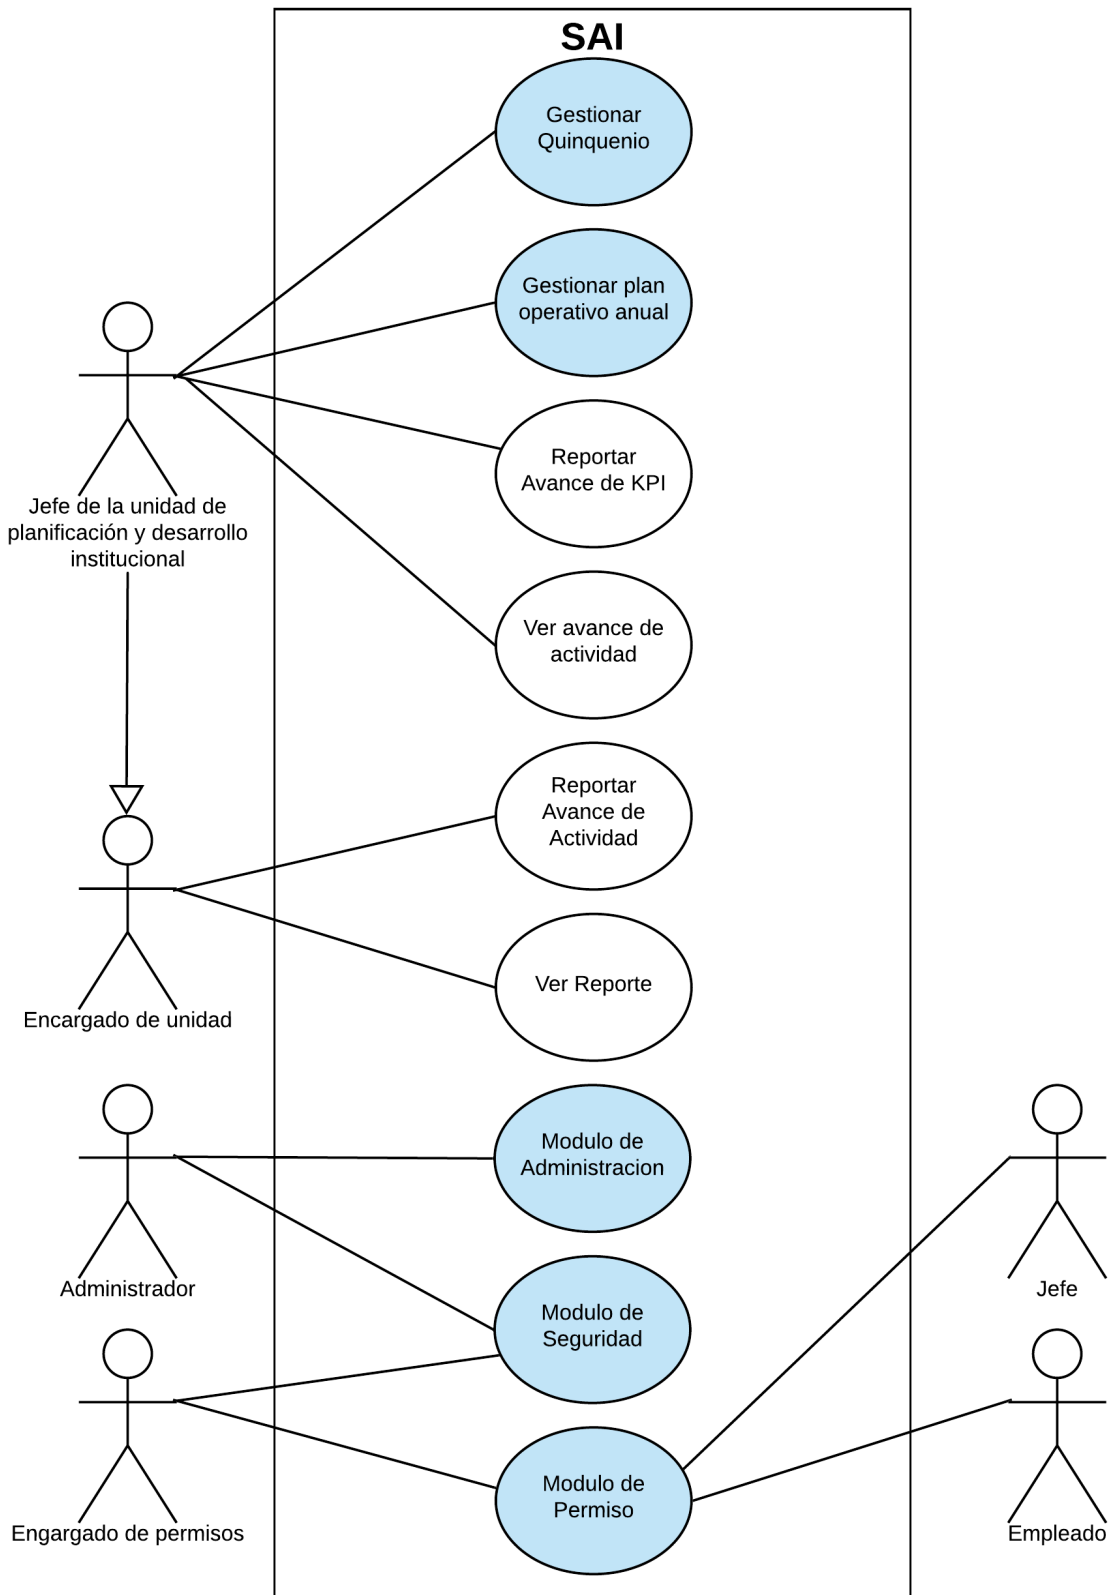 SAI
Gestionar
Quinquenio
Gestionar plan
operativo anual
Reportar
Avance de KPI
Jefe de la unidad de
planificación y desarrollo
institucional
Ver avance de
actividad
Reportar
Avance de
Actividad
Ver Reporte
Encargado de unidad
Modulo de
Administracion
Administrador
Jefe
Modulo de
Seguridad
Modulo de
Permiso
Engargado de permisos
Empleado